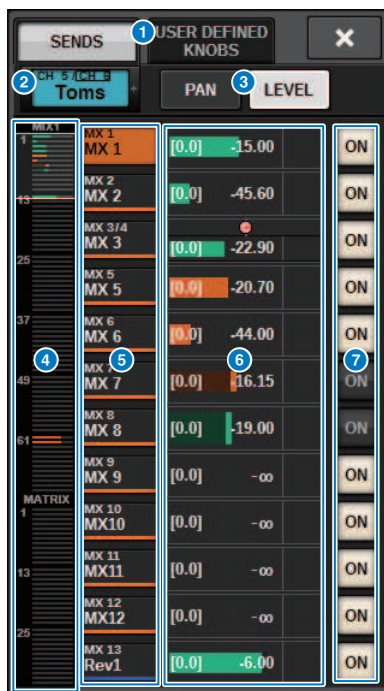 SENDS
1
USER DEFINED
KNOBS
×
2
CH 5/CH 6
Toms
PAN
3
LEVEL
MIX1
1
13
25
37
49
61
MATRIX
1
13
25
4
5
6
7
MX 1
MX 1
[0.0] -15.00
ON
MX 2
MX 2
[0.0] -45.60
ON
MX 3/4
MX 3
[0.0] -22.90
ON
MX 5
MX 5
[0.0] -20.70
ON
MX 6
MX 6
[0.0] -44.00
ON
MX 7
MX 7
[0.0] -16.15
ON
MX 8
MX 8
[0.0] -19.00
ON
MX 9
MX 9
[0.0] -∞
ON
MX 10
MX10
[0.0] -∞
ON
MX 11
MX11
[0.0] -∞
ON
MX 12
MX12
[0.0] -∞
ON
MX 13
Rev1
[0.0] -6.00
ON